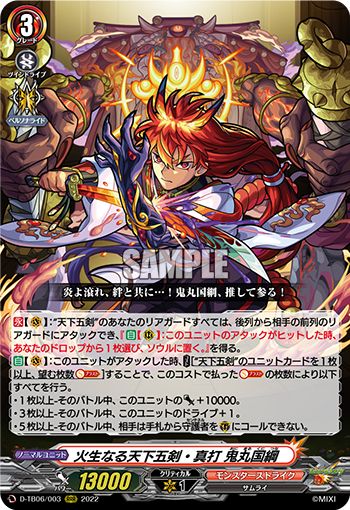 3
グレード
ツインドライブ
ペルソナライド
SAMPLE
炎よ滾れ、絆と共に…！鬼丸国綱、推して参る！
永【V】：“天下五剣”のあなたのリアガードすべては、後列から相手の前列のリ
アガードにアタックでき、『自【R】：このユニットのアタックがヒットした時、
あなたのドロップから１枚選び、ソウルに置く。』を得る。
自【V】：このユニットがアタックした時、【“天下五剣”のユニットカードを１枚
以上、望む枚数ブラスト】することで、このコストで払ったブラストの枚数により以下
すべてを行う。
・１枚以上-そのバトル中、このユニットの+10000。
・３枚以上-そのバトル中、このユニットのドライブ+１。
・５枚以上-そのバトル中、相手は手札から守護者をGにコールできない。
ノーマルユニット
火生なる天下五剣・真打 鬼丸国綱
パワー
13000
クリティカル
1
モンスターストライク
サムライ
D-TB06/003 RRR 2022
©MIXI